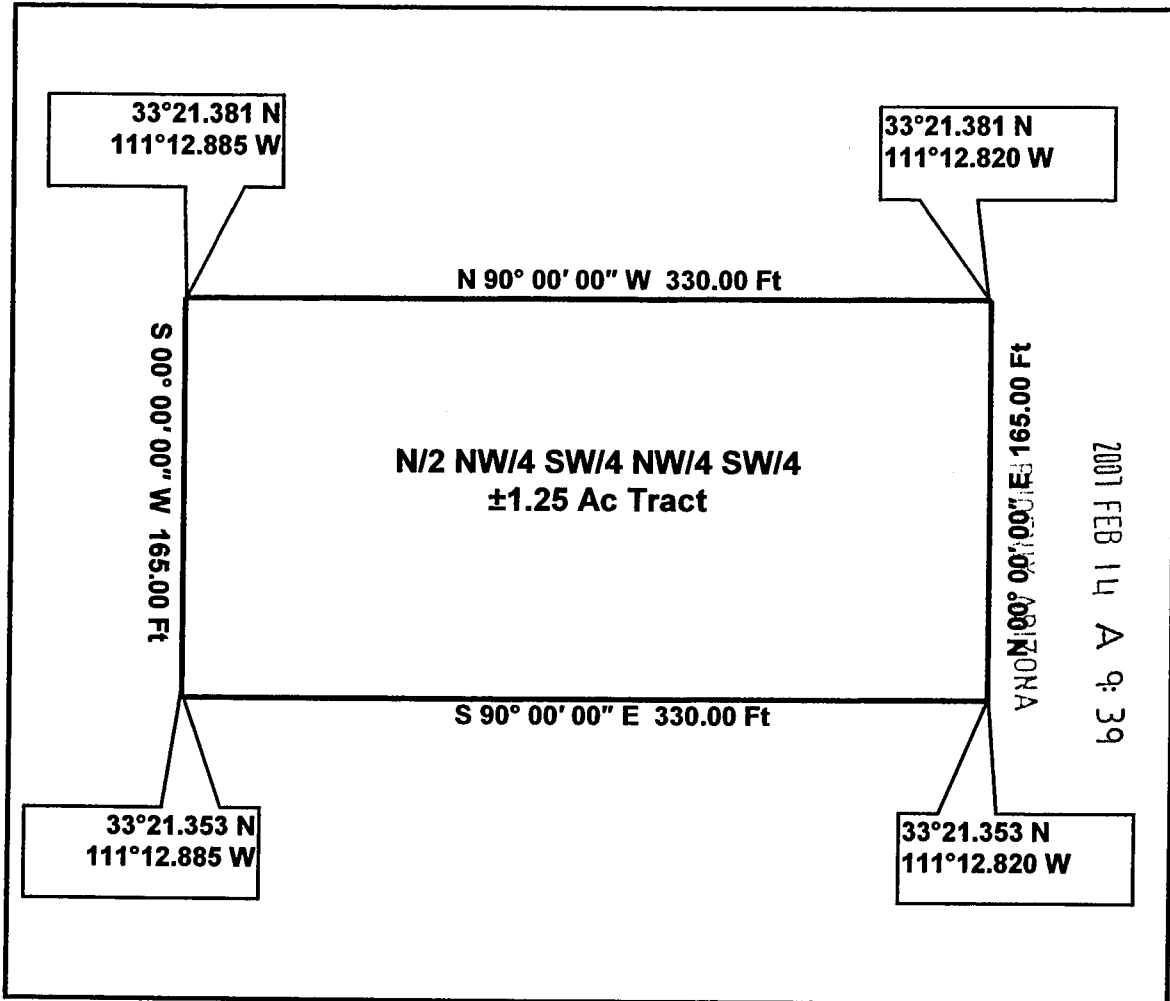 33°21.381 N
111°12.885 W
33°21.381 N
111°12.820 W
N 90° 00' 00" W 330.00 Ft
S 00° 00' 00" W 165.00 Ft
N/2 NW/4 SW/4 NW/4 SW/4
±1.25 Ac Tract
N 00° 00' 00" E 165.00 Ft
ARIZONA
2007 FEB 14 A 9:39
S 90° 00' 00" E 330.00 Ft
33°21.353 N
111°12.885 W
33°21.353 N
111°12.820 W